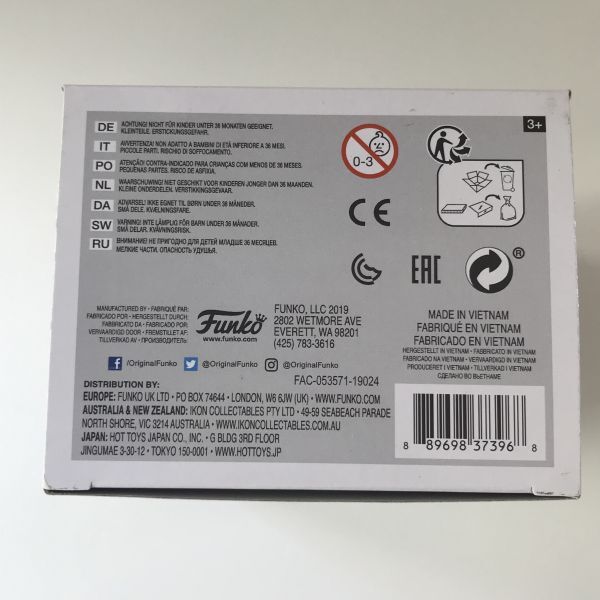 DE ACHTUNG! NICHT FÜR KINDER UNTER 36 MONATEN GEEIGNET.
KLEINTEILE. ERSTICKUNGSGEFAHR.
IT AVVERTENZA! NON ADATTO A BAMBINI DI ETÀ INFERIORE A 36 MESI.
PICCOLE PARTI. RISCHIO DI SOFFOCAMENTO.
PO ATENÇÃO! CONTRA-INDICADO PARA CRIANÇAS COM MENOS DE 36 MESES.
PEQUENAS PARTES. RISCO DE ASFIXIA.
NL WAARSCHUWING! NIET GESCHIKT VOOR KINDEREN JONGER DAN 36 MAANDEN.
KLEINE ONDERDELEN. VERSTIKKINGSGEVAAR.
DA ADVARSEL! IKKE EGNET TIL BØRN UNDER 36 MÅNEDER.
SMÅ DELE. KVÆLNINGSFARE.
SW VARNING! INTE LÄMPLIG FÖR BARN UNDER 36 MÅNADER.
SMÅ DELAR. KVÄVNINGSRISK.
RU ВНИМАНИЕ! НЕ ПРИГОДНО ДЛЯ ДЕТЕЙ МЛАДШЕ 36 МЕСЯЦЕВ.
МЕЛКИЕ ЧАСТИ. ОПАСНОСТЬ УДУШЬЯ.
0-3
3+
CE
EAC
®
MANUFACTURED BY • FABRIQUÉ PAR:
FABRICADO POR • HERGESTELLT DURCH:
FABBRICATO DA • FABRICADO POR:
VERVAARDIGD DOOR • FREMSTILLET AF:
TILLVERKAD AV • ПРОИЗВОДИТЕЛЬ:
Funko
www.funko.com
FUNKO, LLC 2019
2802 WETMORE AVE
EVERETT, WA 98201
(425) 783-3616
MADE IN VIETNAM
FABRIQUÉ EN VIETNAM
FABRICADO EN VIETNAM
HERGESTELLT IN VIETNAM • FABBRICATO IN VIETNAM
FABRICADO NA VIETNAM • VERVAARDIGD IN VIETNAM
PRODUCERET I VIETNAM • TILLVERKAD I VIETNAM
СДЕЛАНО ВО ВЬЕТНАМЕ
/OriginalFunko @OriginalFunko @OriginalFunko
FAC-053571-19024
DISTRIBUTION BY:
EUROPE: FUNKO UK LTD • PO BOX 74644 • LONDON, W6 6JW (UK) • WWW.FUNKO.COM
AUSTRALIA & NEW ZEALAND: IKON COLLECTABLES PTY LTD • 49-59 SEABEACH PARADE
NORTH SHORE, VIC 3214 AUSTRALIA • WWW.IKONCOLLECTABLES.COM.AU
JAPAN: HOT TOYS JAPAN CO., INC. • G BLDG 3RD FLOOR
JINGUMAE 3-30-12 • TOKYO 150-0001 • WWW.HOTTOYS.JP
8 89698 37396 8